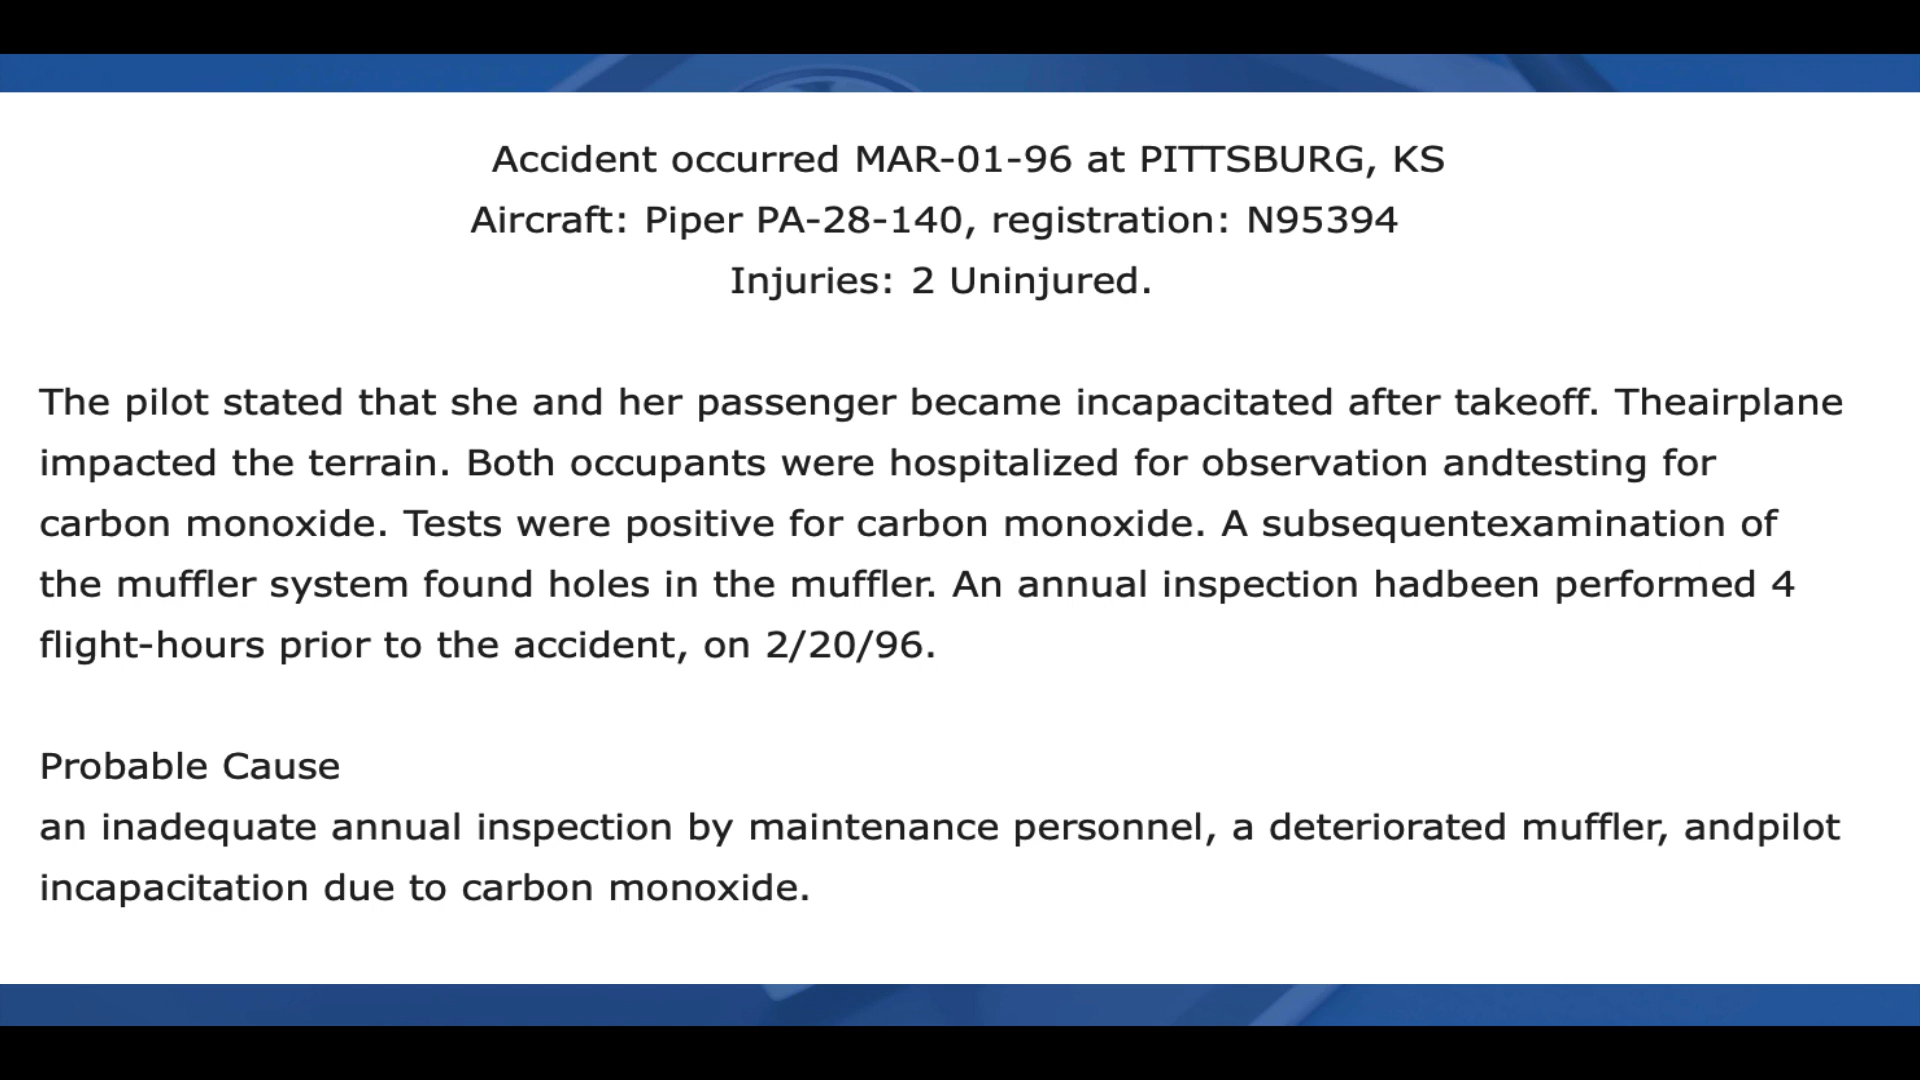 Accident occurred MAR-01-96 at PITTSBURG, KS
Aircraft: Piper PA-28-140, registration: N95394
Injuries: 2 Uninjured.
The pilot stated that she and her passenger became incapacitated after takeoff. Theairplane
impacted the terrain. Both occupants were hospitalized for observation andtesting for
carbon monoxide. Tests were positive for carbon monoxide. A subsequentexamination of
the muffler system found holes in the muffler. An annual inspection hadbeen performed 4
flight-hours prior to the accident, on 2/20/96.
Probable Cause
an inadequate annual inspection by maintenance personnel, a deteriorated muffler, andpilot
incapacitation due to carbon monoxide.